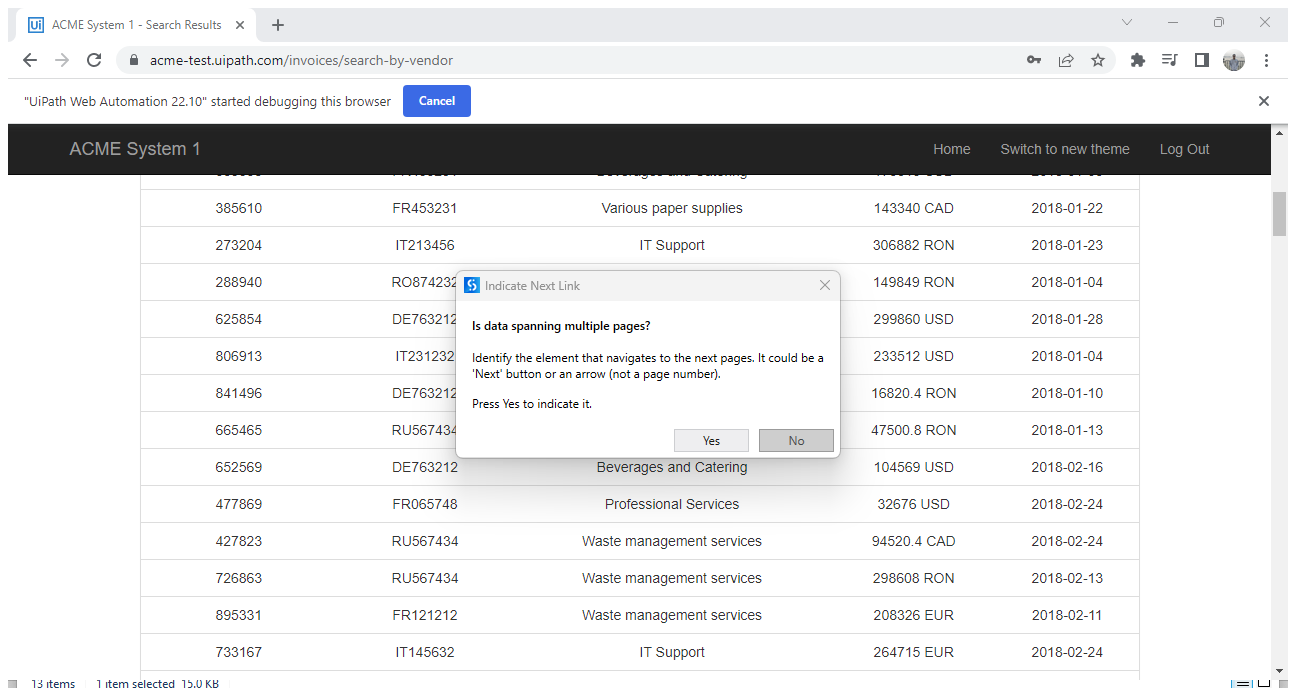 ACME System 1 - Search Results
acme-test.uipath.com/invoices/search-by-vendor
"UiPath Web Automation 22.10" started debugging this browser Cancel
ACME System 1 Home Switch to new theme Log Out
385610 FR453231 Various paper supplies 143340 CAD 2018-01-22
273204 IT213456 IT Support 306882 RON 2018-01-23
288940 RO874232 149849 RON 2018-01-04
625854 DE763212 299860 USD 2018-01-28
806913 IT231232 233512 USD 2018-01-04
841496 DE763212 16820.4 RON 2018-01-10
665465 RU567434 47500.8 RON 2018-01-13
Indicate Next Link
Is data spanning multiple pages?
Identify the element that navigates to the next pages. It could be a
'Next' button or an arrow (not a page number).
Press Yes to indicate it.
Yes No
652569 DE763212 Beverages and Catering 104569 USD 2018-02-16
477869 FR065748 Professional Services 32676 USD 2018-02-24
427823 RU567434 Waste management services 94520.4 CAD 2018-02-24
726863 RU567434 Waste management services 298608 RON 2018-02-13
895331 FR121212 Waste management services 208326 EUR 2018-02-11
733167 IT145632 IT Support 264715 EUR 2018-02-24
13 items 1 item selected 15.0 KB